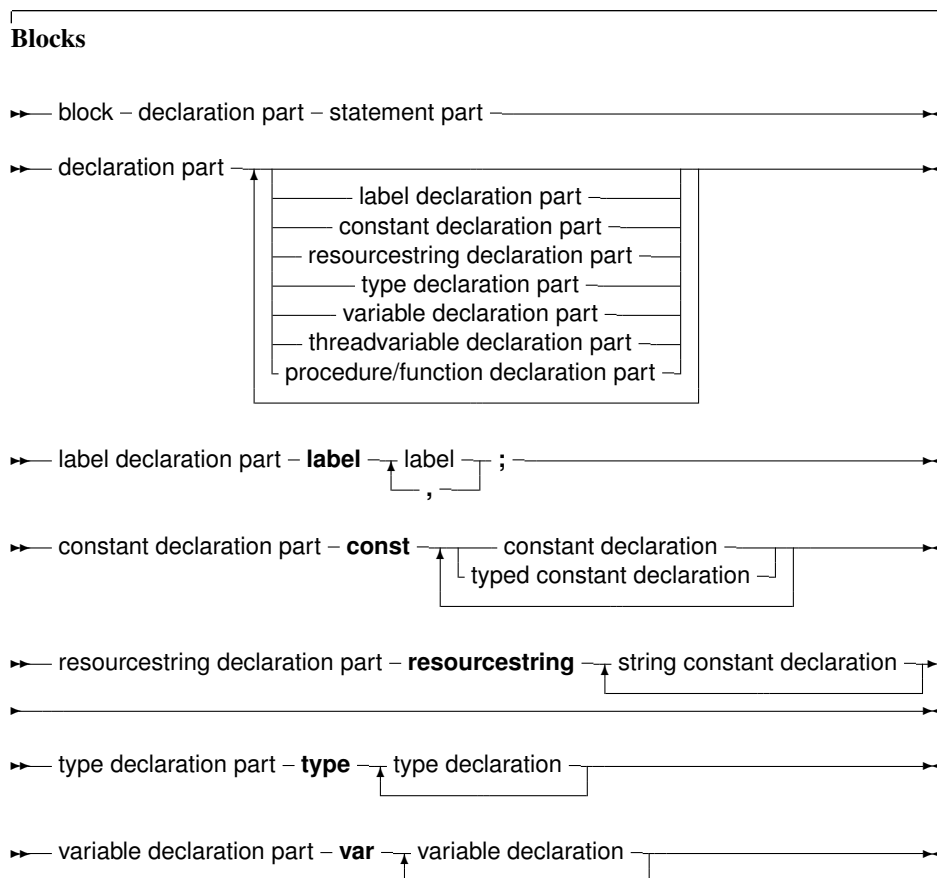 Blocks
block – declaration part – statement part
declaration part
label declaration part
constant declaration part
resourcestring declaration part
type declaration part
variable declaration part
threadvariable declaration part
procedure/function declaration part
label declaration part – label label ;
,
constant declaration part – const constant declaration
typed constant declaration
resourcestring declaration part – resourcestring string constant declaration
type declaration part – type type declaration
variable declaration part – var variable declaration